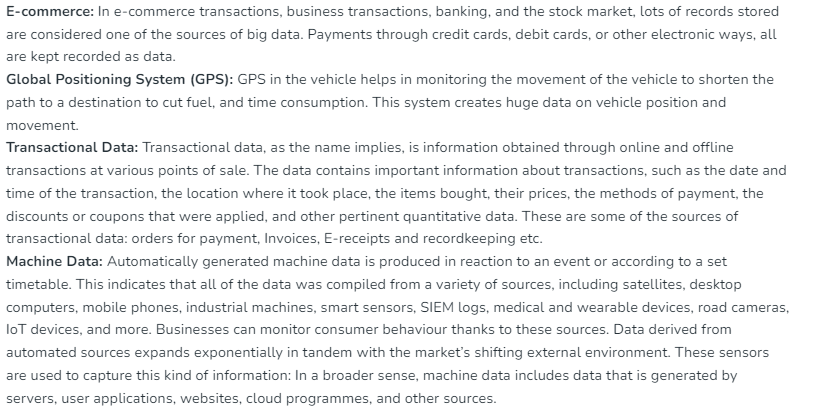 E-commerce: In e-commerce transactions, business transactions, banking, and the stock market, lots of records stored
are considered one of the sources of big data. Payments through credit cards, debit cards, or other electronic ways, all
are kept recorded as data.
Global Positioning System (GPS): GPS in the vehicle helps in monitoring the movement of the vehicle to shorten the
path to a destination to cut fuel, and time consumption. This system creates huge data on vehicle position and
movement.
Transactional Data: Transactional data, as the name implies, is information obtained through online and offline
transactions at various points of sale. The data contains important information about transactions, such as the date and
time of the transaction, the location where it took place, the items bought, their prices, the methods of payment, the
discounts or coupons that were applied, and other pertinent quantitative data. These are some of the sources of
transactional data: orders for payment, Invoices, E-receipts and recordkeeping etc.
Machine Data: Automatically generated machine data is produced in reaction to an event or according to a set
timetable. This indicates that all of the data was compiled from a variety of sources, including satellites, desktop
computers, mobile phones, industrial machines, smart sensors, SIEM logs, medical and wearable devices, road cameras,
IoT devices, and more. Businesses can monitor consumer behaviour thanks to these sources. Data derived from
automated sources expands exponentially in tandem with the market's shifting external environment. These sensors
are used to capture this kind of information: In a broader sense, machine data includes data that is generated by
servers, user applications, websites, cloud programmes, and other sources.